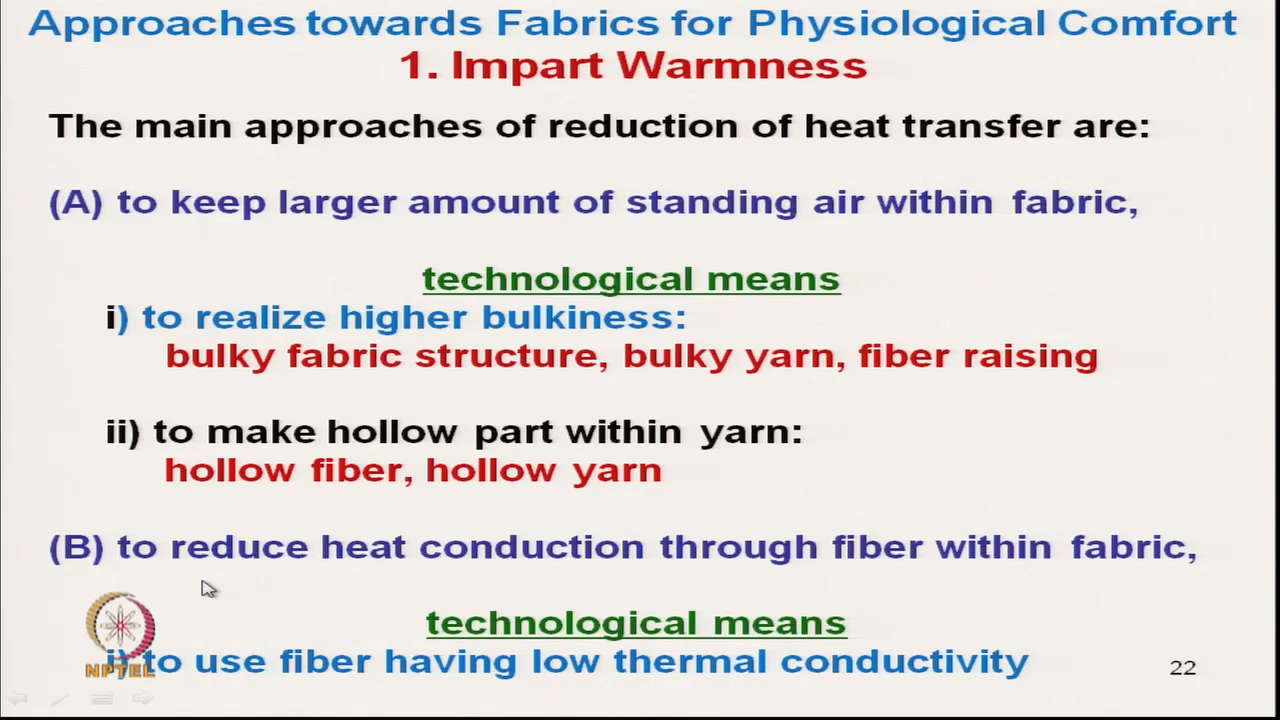 Approaches towards Fabrics for Physiological Comfort
1. Impart Warmness
The main approaches of reduction of heat transfer are:
(A) to keep larger amount of standing air within fabric,
technological means
i) to realize higher bulkiness:
bulky fabric structure, bulky yarn, fiber raising
ii) to make hollow part within yarn:
hollow fiber, hollow yarn
(B) to reduce heat conduction through fiber within fabric,
technological means
i) to use fiber having low thermal conductivity
NPTEL
22